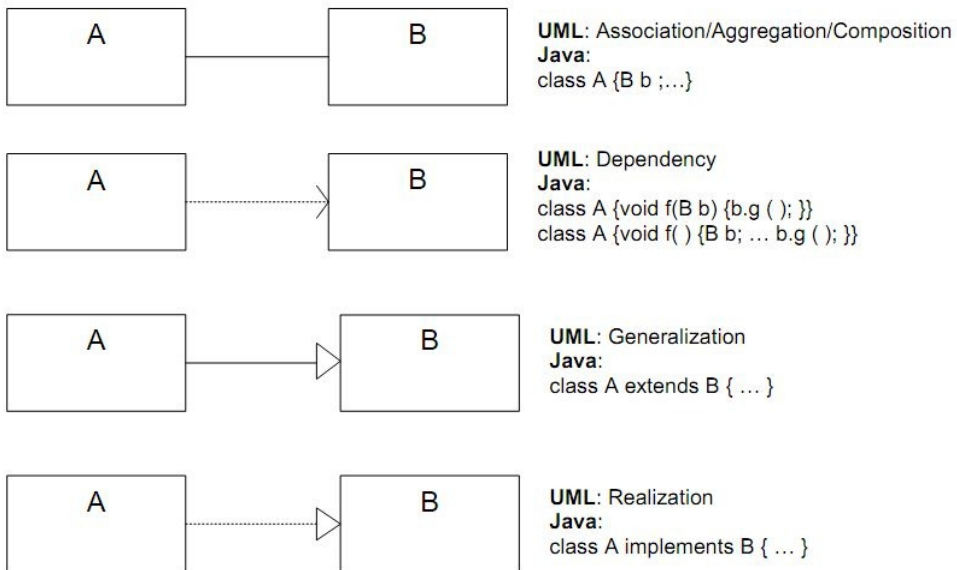 A
B
UML: Association/Aggregation/Composition
Java:
class A {B b ;…}
A
B
UML: Dependency
Java:
class A {void f(B b) {b.g ( ); }}
class A {void f( ) {B b; … b.g ( ); }}
A
B
UML: Generalization
Java:
class A extends B { … }
A
B
UML: Realization
Java:
class A implements B { … }